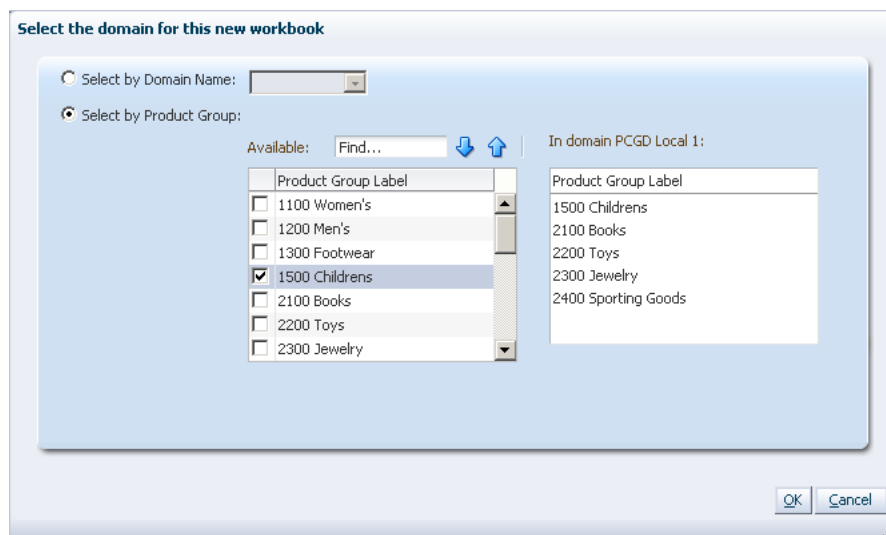 Select the domain for this new workbook
Select by Domain Name:
Select by Product Group:
Available: Find...
In domain PCGD Local 1:
Product Group Label
1100 Women's
1200 Men's
1300 Footwear
1500 Childrens
2100 Books
2200 Toys
2300 Jewelry
Product Group Label
1500 Childrens
2100 Books
2200 Toys
2300 Jewelry
2400 Sporting Goods
OK Cancel